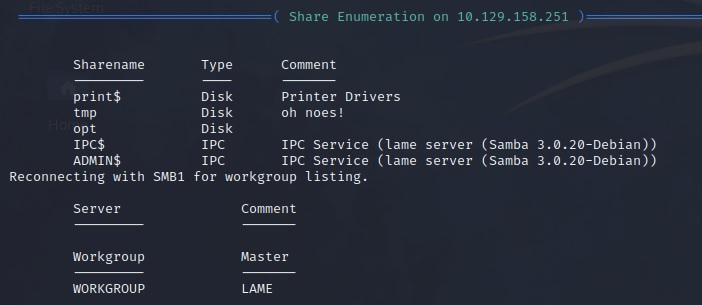 File System
( Share Enumeration on 10.129.158.251 )
Sharename Type Comment
print$ Disk Printer Drivers
tmp Disk oh noes!
opt Disk
Home
IPC$ IPC IPC Service (lame server (Samba 3.0.20-Debian))
ADMIN$ IPC IPC Service (lame server (Samba 3.0.20-Debian))
Reconnecting with SMB1 for workgroup listing.
Server Comment
Workgroup Master
WORKGROUP LAME